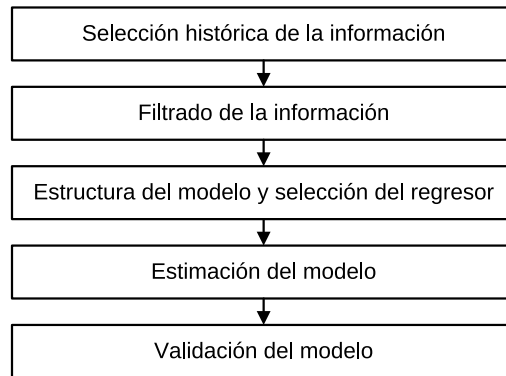 Selección histórica de la información
Filtrado de la información
Estructura del modelo y selección del regresor
Estimación del modelo
Validación del modelo